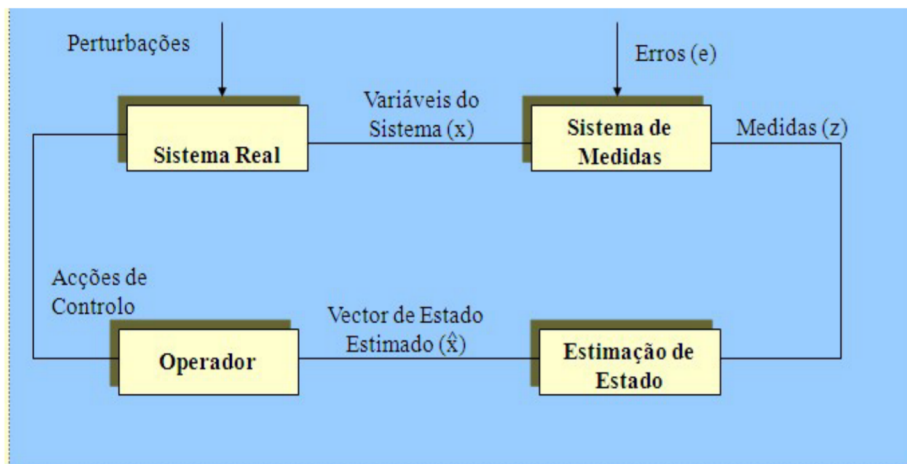 Perturbações
Erros (e)
Variáveis do
Sistema (x)
Sistema Real
Sistema de
Medidas
Medidas (z)
Acções de
Controlo
Operador
Vector de Estado
Estimado (x̂)
Estimação de
Estado